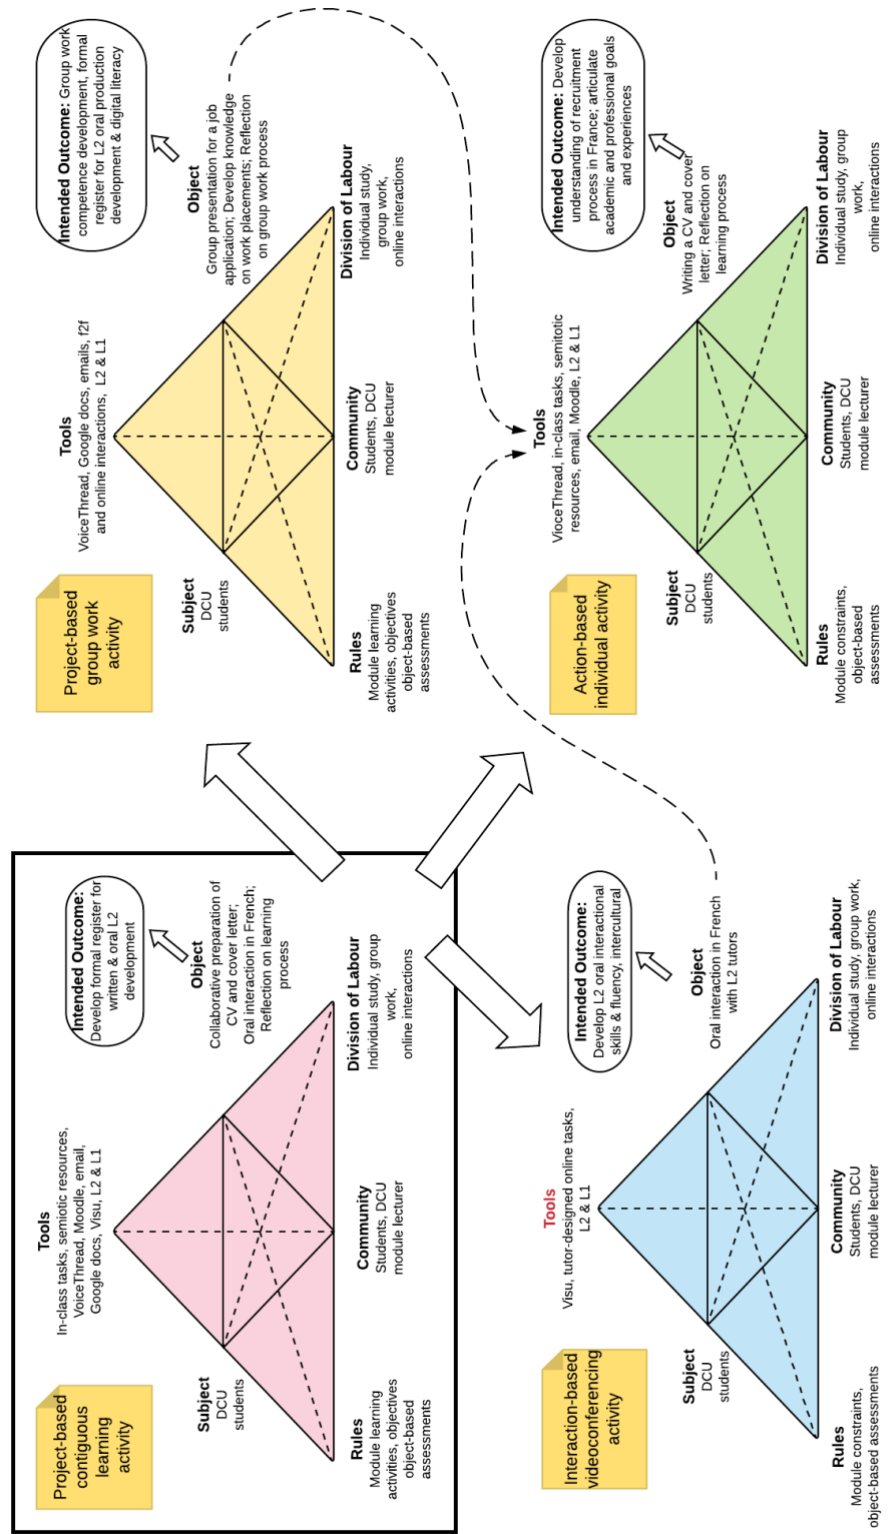 Project-based
contiguous
learning
activity
Tools
In-class tasks, semiotic resources,
VoiceThread, Moodle, email,
Google docs, Visu, L2 & L1
Intended Outcome:
Develop formal register for
written & oral L2
development
Subject
DCU
students
Object
Collaborative preparation of
CV and cover letter;
Oral interaction in French;
Reflection on learning
process
Rules
Module learning
activities, objectives
object-based
assessments
Community
Students, DCU
module lecturer
Division of Labour
Individual study, group
work,
online interactions
Project-based
group work
activity
Tools
VoiceThread, Google docs, emails, f2f
and online interactions, L2 & L1
Intended Outcome: Group work
competence development, formal
register for L2 oral production
development & digital literacy
Subject
DCU
students
Object
Group presentation for a job
application; Develop knowledge
on work placements; Reflection
on group work process
Rules
Module learning
activities, objectives
object-based
assessments
Community
Students, DCU
module lecturer
Division of Labour
Individual study,
group work,
online interactions
Interaction-based
videoconferencing
activity
Tools
Visu, tutor-designed online tasks,
L2 & L1
Intended Outcome:
Develop L2 oral interactional
skills & fluency, intercultural
Subject
DCU
students
Object
Oral interaction in French
with L2 tutors
Rules
Module constraints,
object-based assessments
Community
Students, DCU
module lecturer
Division of Labour
Individual study, group work,
online interactions
Action-based
individual activity
Tools
VioceThread, in-class tasks, semitotic
resources, email, Moodle, L2 & L1
Intended Outcome: Develop
understanding of recruitment
process in France; articulate
academic and professional goals
and experiences
Subject
DCU
students
Object
Writing a CV and cover
letter; Reflection on
learning process
Rules
Module constraints,
object-based
assessments
Community
Students, DCU
module lecturer
Division of Labour
Individual study, group
work,
online interactions